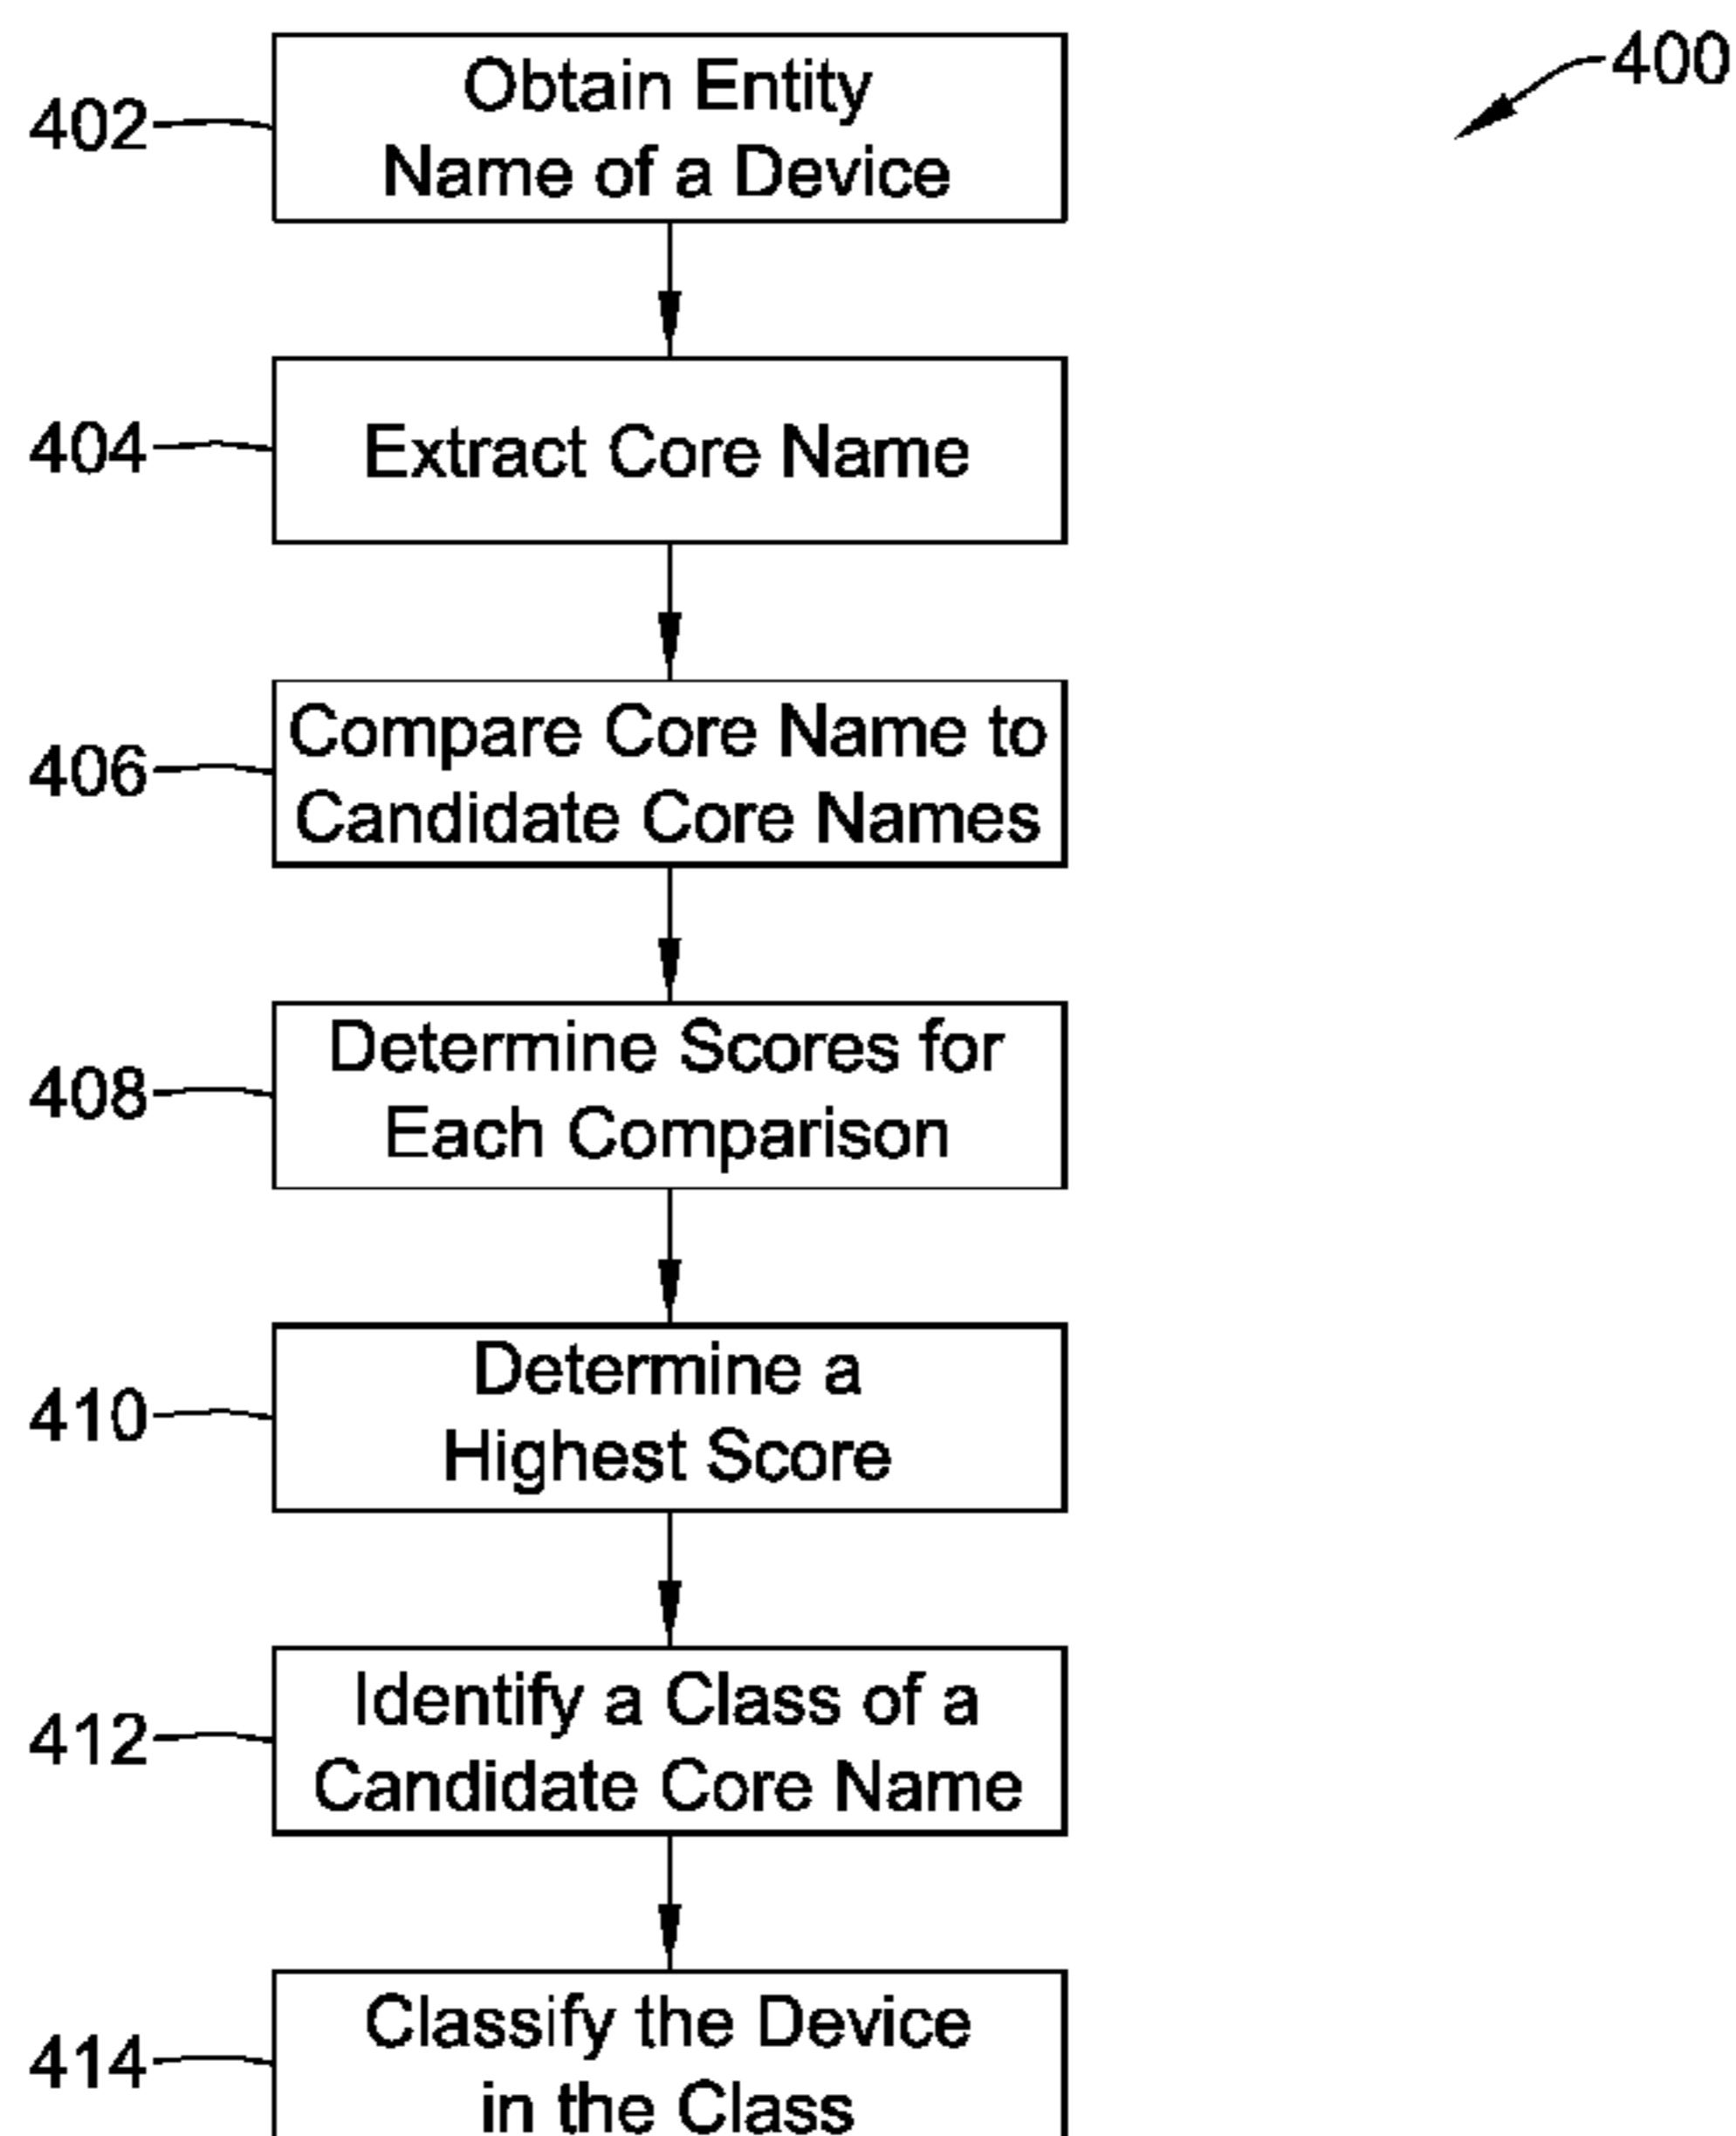 400
402
Obtain Entity
Name of a Device
404
Extract Core Name
406
Compare Core Name to
Candidate Core Names
408
Determine Scores for
Each Comparison
410
Determine a
Highest Score
412
Identify a Class of a
Candidate Core Name
414
Classify the Device
in the Class